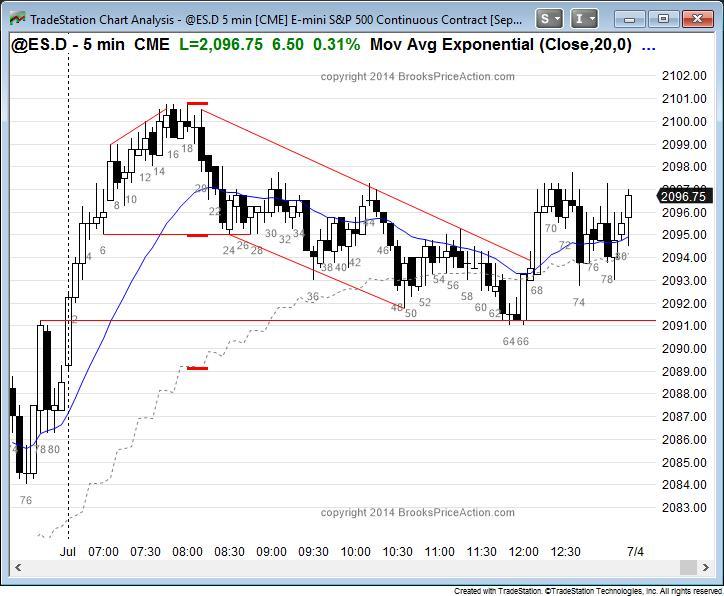 TradeStation Chart Analysis - @ES.D 5 min [CME] E-mini S&P 500 Continuous Contract [Sep...
S
I
@ES.D - 5 min CME L=2,096.75 6.50 0.31% Mov Avg Exponential (Close,20,0) ...
copyright 2014 BrooksPriceAction.com
2102.00
2101.00
2100.00
2099.00
2098.00
2096.75
2096.00
2095.00
2094.00
2093.00
2092.00
2091.00
2090.00
2089.00
2088.00
2087.00
2086.00
2085.00
2084.00
2083.00
16 18
12 14
8 10
20
22
4 6
24 26 28
30 32 34
36
38 40 42
44
46
48 50 52
54 56 58
60 62
64 66
68
70
72
74
76 78 80
2
78 80
76
copyright 2014 BrooksPriceAction.com
Jul 07:00 07:30 08:00 08:30 09:00 09:30 10:00 10:30 11:00 11:30 12:00 12:30 7/4
Created with TradeStation. ©TradeStation Technologies, Inc. All rights reserved.